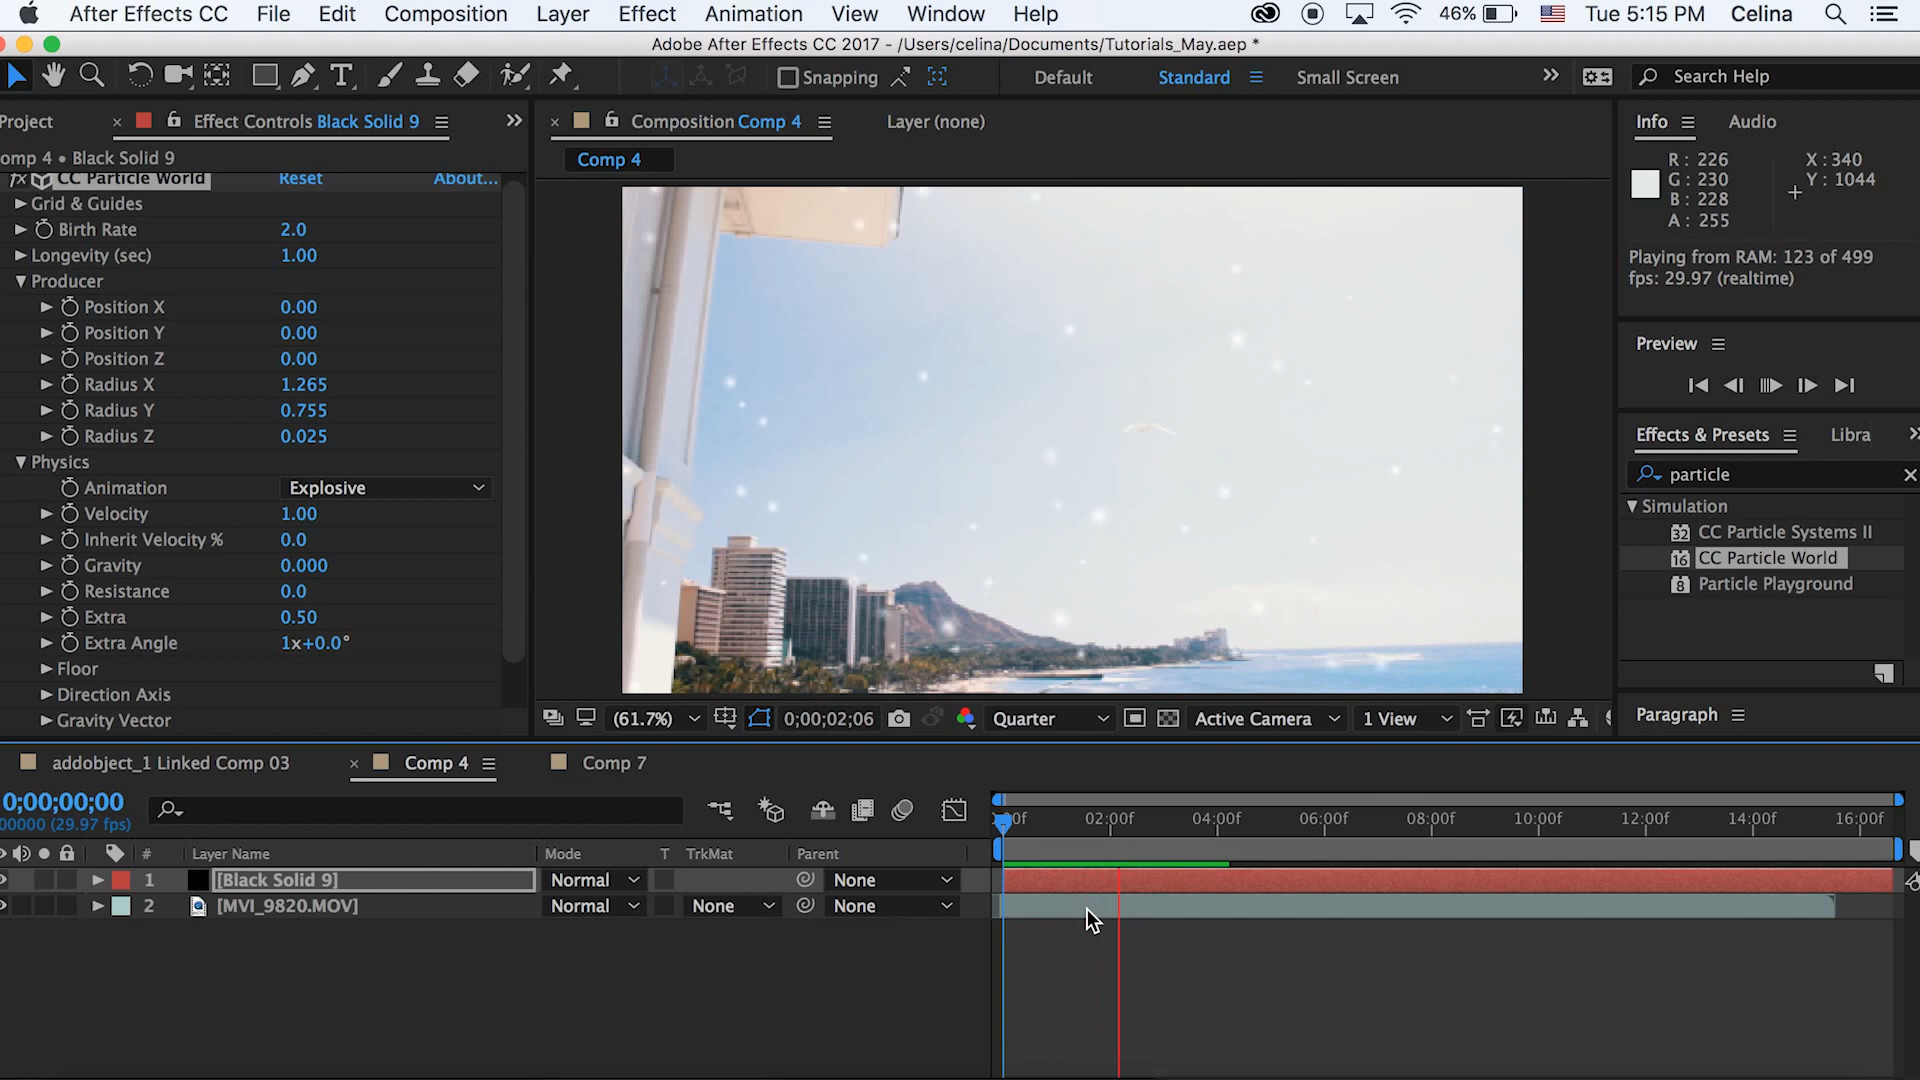 After Effects CC File Edit Composition Layer Effect Animation View Window Help 46% Tue 5:15 PM Celina
Adobe After Effects CC 2017 - /Users/celina/Documents/Tutorials_May.aep *
Snapping Default Standard Small Screen Search Help
Project Effect Controls Black Solid 9
omp 4 • Black Solid 9
fx CC Particle World Reset About...
Grid & Guides
Birth Rate 2.0
Longevity (sec) 1.00
Producer
Position X 0.00
Position Y 0.00
Position Z 0.00
Radius X 1.265
Radius Y 0.755
Radius Z 0.025
Physics
Animation Explosive
Velocity 1.00
Inherit Velocity % 0.0
Gravity 0.000
Resistance 0.0
Extra 0.50
Extra Angle 1x+0.0°
Floor
Direction Axis
Gravity Vector
Composition Comp 4 Layer (none)
Comp 4
(61.7%) 0;00;02;06 Quarter Active Camera 1 View
Info Audio
R: 226 X: 340
G: 230 Y: 1044
B: 228
A: 255
Playing from RAM: 123 of 499
fps: 29.97 (realtime)
Preview
Effects & Presets Libra
particle
Simulation
32 CC Particle Systems II
16 CC Particle World
8 Particle Playground
Paragraph
addobject_1 Linked Comp 03 Comp 4 Comp 7
0;00;00;00
00000 (29.97 fps)
:00f 02:00f 04:00f 06:00f 08:00f 10:00f 12:00f 14:00f 16:00f
# Layer Name Mode T TrkMat Parent
1 [Black Solid 9] Normal None
2 [MVI_9820.MOV] Normal None None